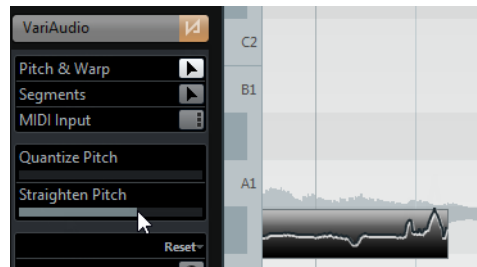 VariAudio
C2
Pitch & Warp
Segments
B1
MIDI Input
Quantize Pitch
Straighten Pitch
A1
Reset